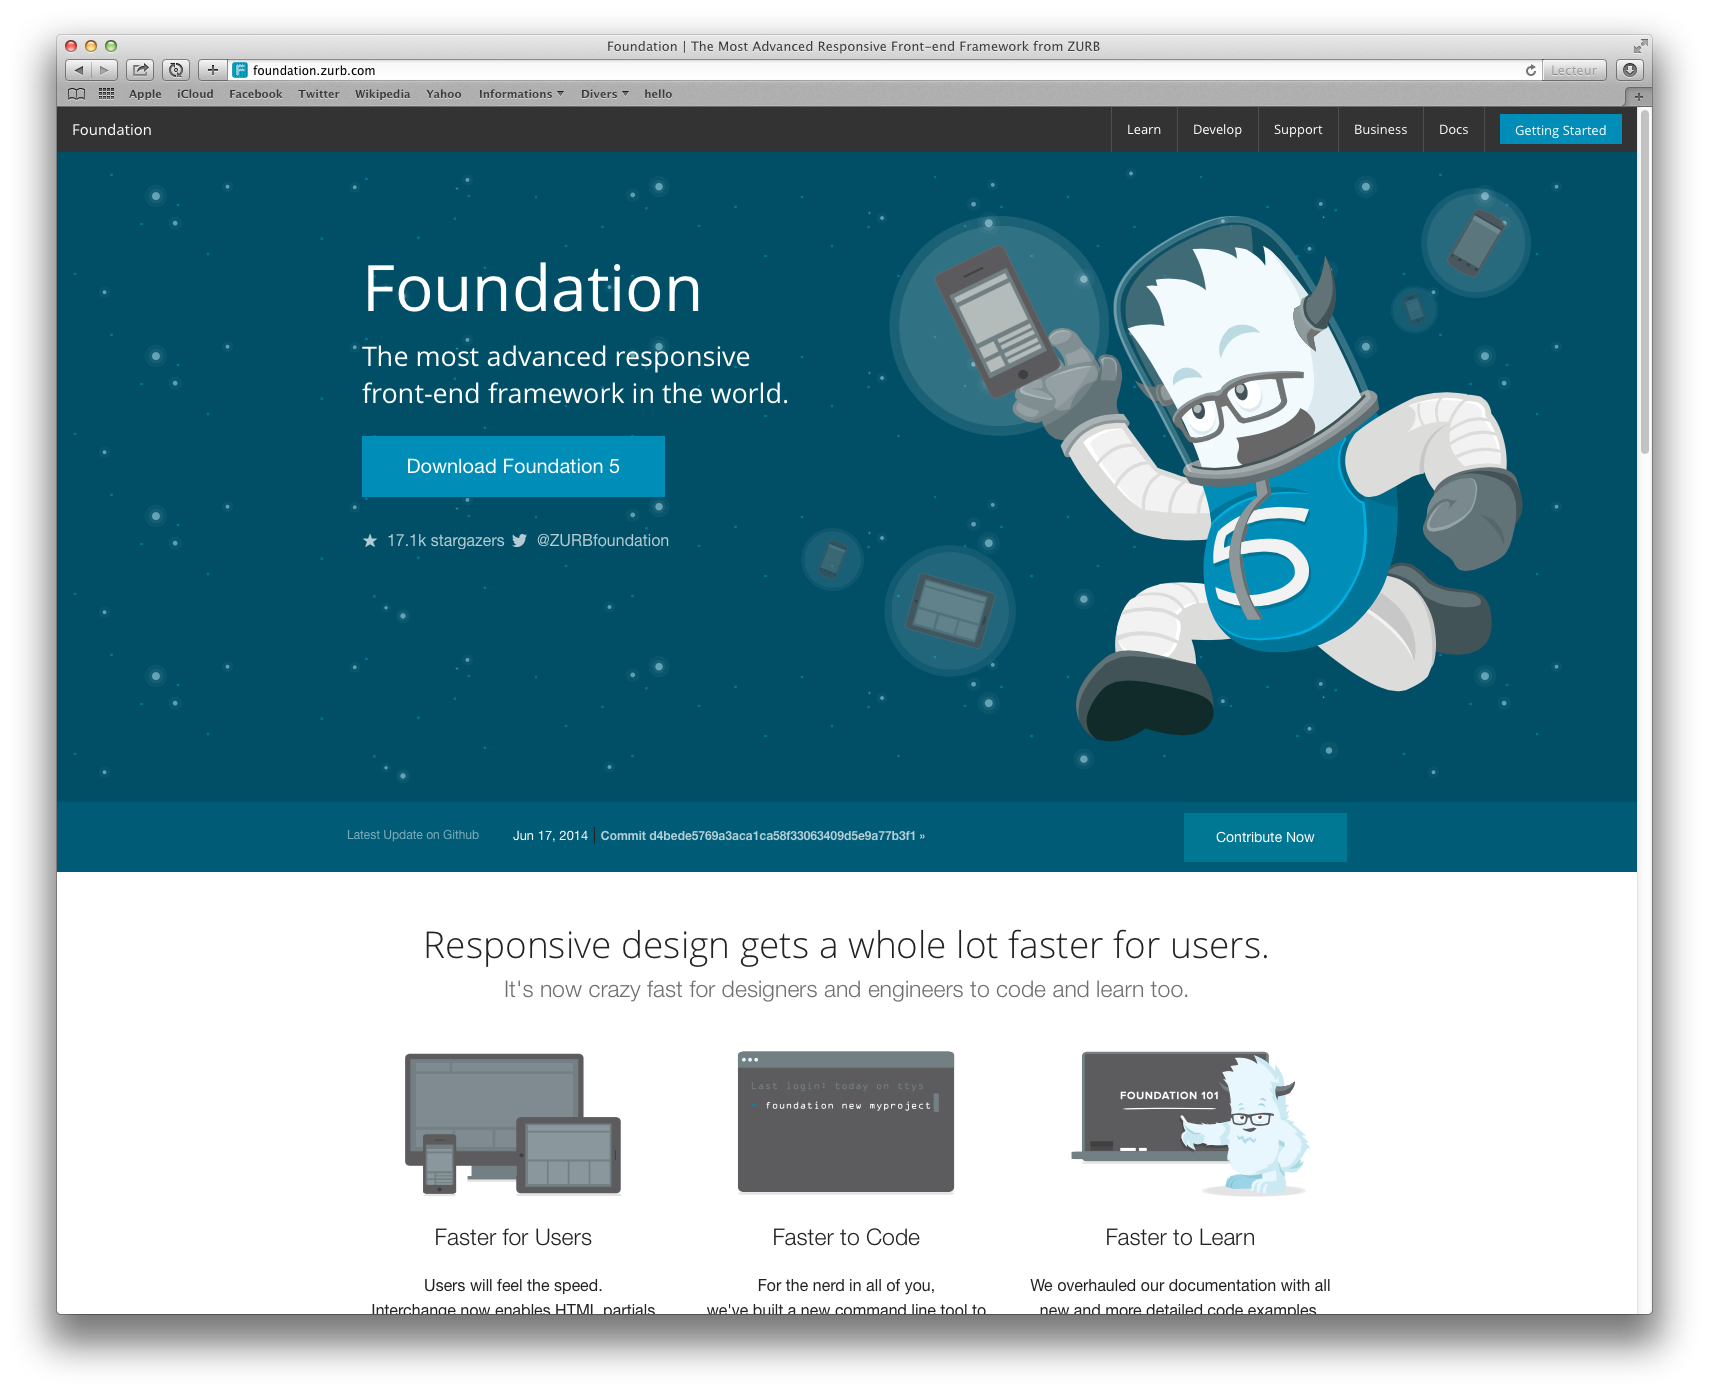 Foundation | The Most Advanced Responsive Front-end Framework from ZURB
foundation.zurb.com
Lecteur
Apple iCloud Facebook Twitter Wikipedia Yahoo Informations Divers hello
Foundation
Learn Develop Support Business Docs Getting Started
Foundation
The most advanced responsive
front-end framework in the world.
Download Foundation 5
17.1k stargazers @ZURBfoundation
5
Latest Update on Github Jun 17, 2014 Commit d4bede5769a3aca1ca58f33063409d5e9a77b3f1 »
Contribute Now
Responsive design gets a whole lot faster for users.
It's now crazy fast for designers and engineers to code and learn too.
Last login: today on ttys
foundation new myproject
FOUNDATION 101
Faster for Users
Users will feel the speed.
Interchange now enables HTML partials
Faster to Code
For the nerd in all of you,
we've built a new command line tool to
Faster to Learn
We overhauled our documentation with all
new and more detailed code examples